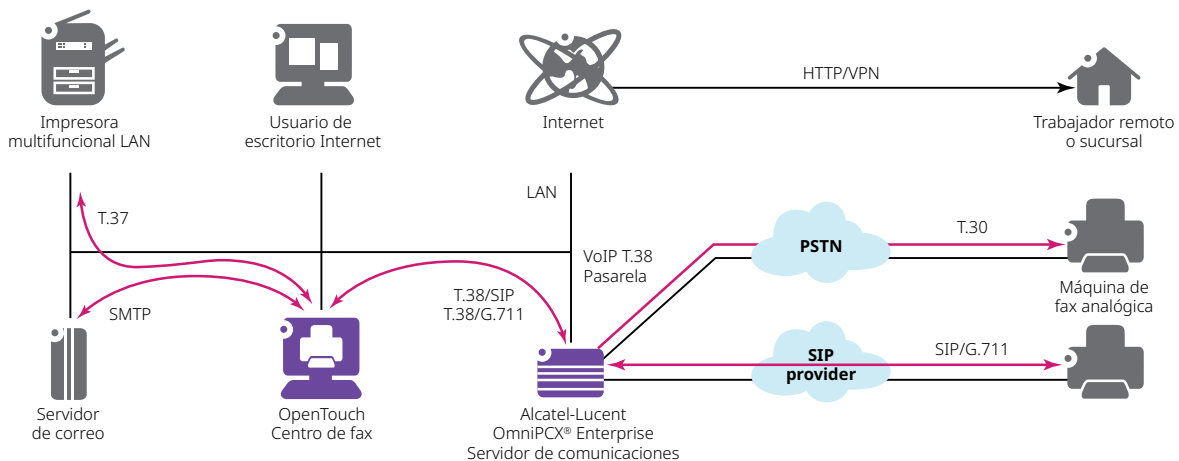 Impresora
multifuncional LAN
Usuario de
escritorio Internet
Internet
HTTP/VPN
Trabajador remoto
o sucursal
LAN
T.37
VoIP T.38
Pasarela
PSTN
T.30
Máquina de
fax analógica
SMTP
T.38/SIP
T.38/G.711
SIP
provider
SIP/G.711
Servidor
de correo
OpenTouch
Centro de fax
Alcatel-Lucent
OmniPCX® Enterprise
Servidor de comunicaciones